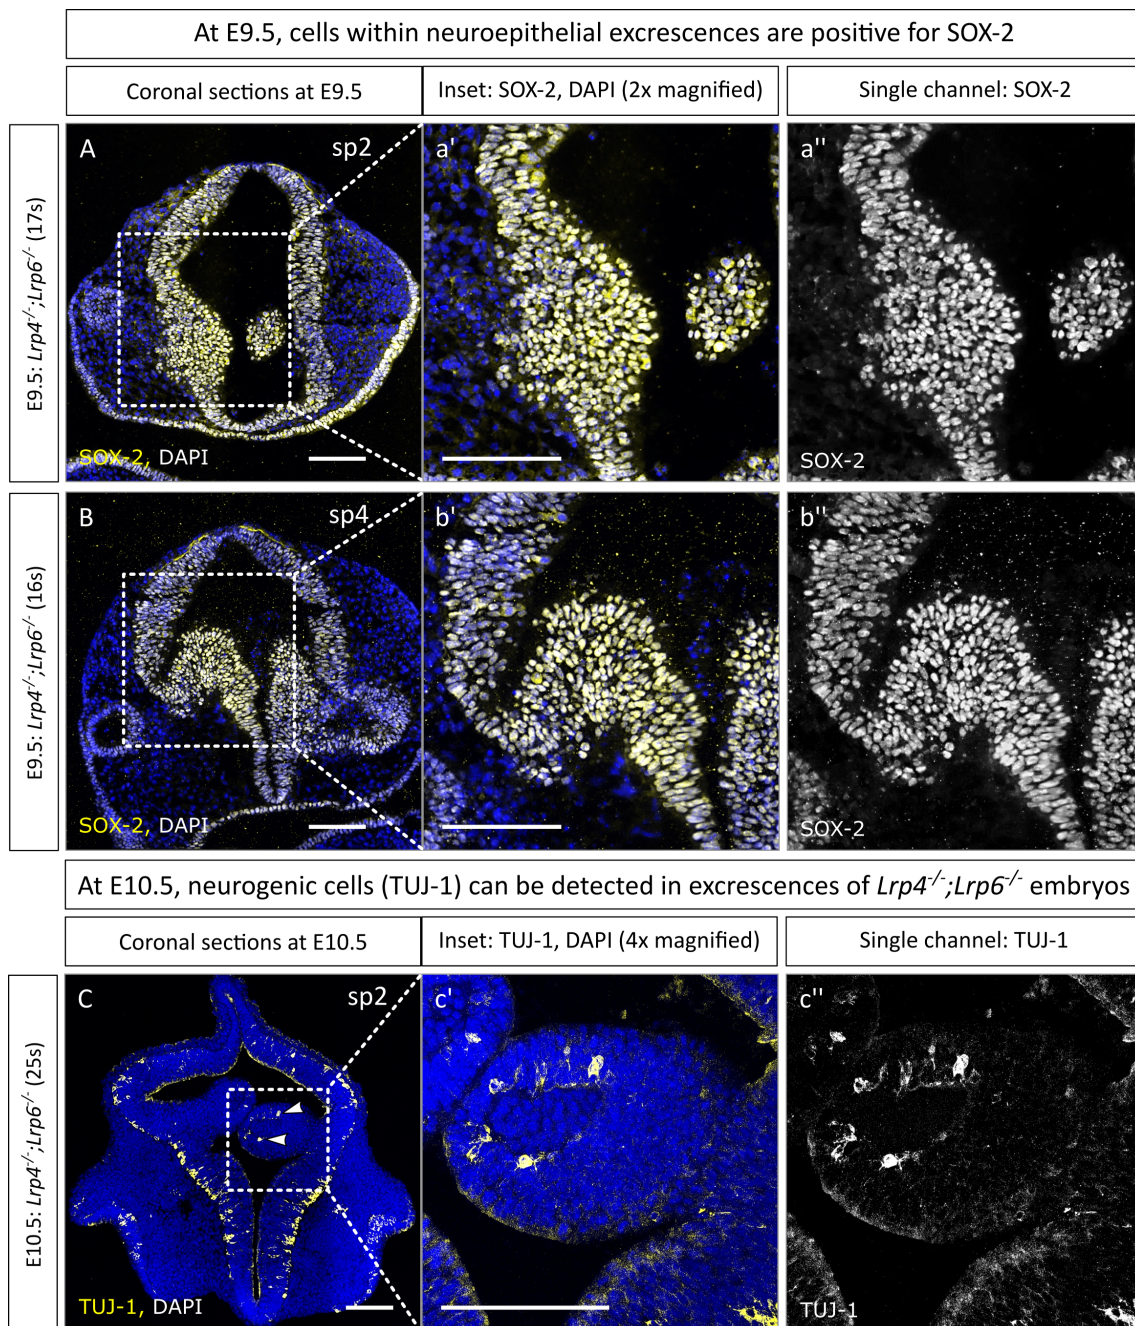 At E9.5, cells within neuroepithelial excrescences are positive for SOX-2
Coronal sections at E9.5
Inset: SOX-2, DAPI (2x magnified)
Single channel: SOX-2
E9.5: Lrp4-/-;Lrp6-/- (17s)
A
sp2
SOX-2, DAPI
a'
a''
SOX-2
E9.5: Lrp4-/-;Lrp6-/- (16s)
B
sp4
SOX-2, DAPI
b'
b''
SOX-2
At E10.5, neurogenic cells (TUJ-1) can be detected in excrescences of Lrp4-/-;Lrp6-/- embryos
Coronal sections at E10.5
Inset: TUJ-1, DAPI (4x magnified)
Single channel: TUJ-1
E10.5: Lrp4-/-;Lrp6-/- (25s)
C
sp2
TUJ-1, DAPI
c'
c''
TUJ-1